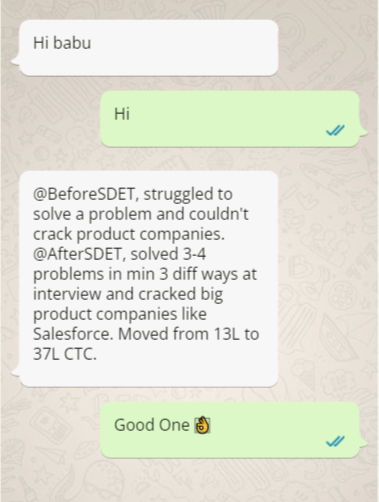 Hi babu
Hi
@BeforeSDET, struggled to
solve a problem and couldn't
crack product companies.
@AfterSDET, solved 3-4
problems in min 3 diff ways at
interview and cracked big
product companies like
Salesforce. Moved from 13L to
37L CTC.
Good One 👌